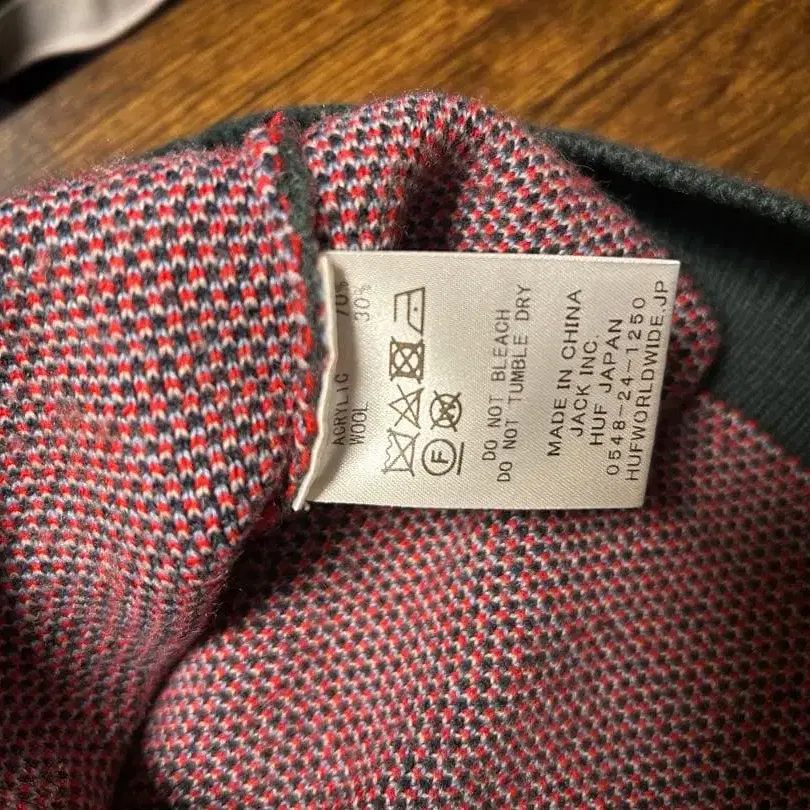 ACRYLIC 70%
WOOL 30%
F
W
DO NOT BLEACH
DO NOT TUMBLE DRY
MADE IN CHINA
JACK INC.
HUF JAPAN
0548-24-1250
HUFWORLDWIDE.JP